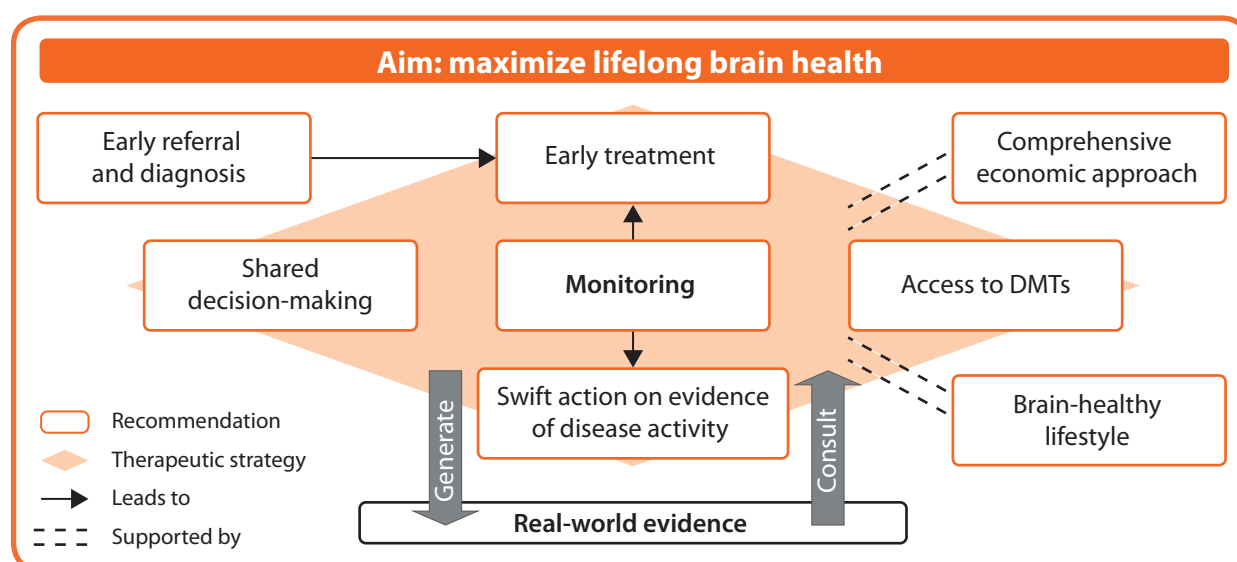 Aim: maximize lifelong brain health
Early referral
and diagnosis
Early treatment
Comprehensive
economic approach
Shared
decision-making
Monitoring
Access to DMTs
Swift action on evidence
of disease activity
Brain-healthy
lifestyle
Generate
Consult
Real-world evidence
Recommendation
Therapeutic strategy
Leads to
Supported by